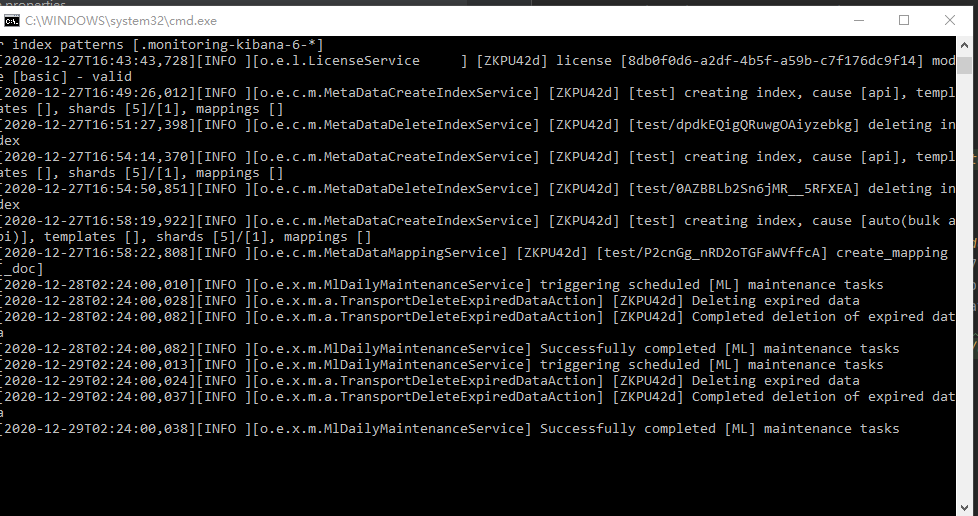 properties
C:\WINDOWS\system32\cmd.exe
r index patterns [.monitoring-kibana-6-*]
[2020-12-27T16:43:43,728][INFO ][o.e.l.LicenseService     ] [ZKPU42d] license [8db0f0d6-a2df-4b5f-a59b-c7f176dc9f14] mod
e [basic] - valid
[2020-12-27T16:49:26,012][INFO ][o.e.c.m.MetaDataCreateIndexService] [ZKPU42d] [test] creating index, cause [api], templ
ates [], shards [5]/[1], mappings []
[2020-12-27T16:51:27,398][INFO ][o.e.c.m.MetaDataDeleteIndexService] [ZKPU42d] [test/dpdkEQigQRuwgOAiyzebkg] deleting in
dex
[2020-12-27T16:54:14,370][INFO ][o.e.c.m.MetaDataCreateIndexService] [ZKPU42d] [test] creating index, cause [api], templ
ates [], shards [5]/[1], mappings []
[2020-12-27T16:54:50,851][INFO ][o.e.c.m.MetaDataDeleteIndexService] [ZKPU42d] [test/0AZBBLb2Sn6jMR__5RFXEA] deleting in
dex
[2020-12-27T16:58:19,922][INFO ][o.e.c.m.MetaDataCreateIndexService] [ZKPU42d] [test] creating index, cause [auto(bulk a
pi)], templates [], shards [5]/[1], mappings []
[2020-12-27T16:58:22,808][INFO ][o.e.c.m.MetaDataMappingService] [ZKPU42d] [test/P2cnGg_nRD2oTGFaWVffcA] create_mapping 
[_doc]
[2020-12-28T02:24:00,010][INFO ][o.e.x.m.MlDailyMaintenanceService] triggering scheduled [ML] maintenance tasks
[2020-12-28T02:24:00,028][INFO ][o.e.x.m.a.TransportDeleteExpiredDataAction] [ZKPU42d] Deleting expired data
[2020-12-28T02:24:00,082][INFO ][o.e.x.m.a.TransportDeleteExpiredDataAction] [ZKPU42d] Completed deletion of expired dat
a
[2020-12-28T02:24:00,082][INFO ][o.e.x.m.MlDailyMaintenanceService] Successfully completed [ML] maintenance tasks
[2020-12-29T02:24:00,013][INFO ][o.e.x.m.MlDailyMaintenanceService] triggering scheduled [ML] maintenance tasks
[2020-12-29T02:24:00,024][INFO ][o.e.x.m.a.TransportDeleteExpiredDataAction] [ZKPU42d] Deleting expired data
[2020-12-29T02:24:00,037][INFO ][o.e.x.m.a.TransportDeleteExpiredDataAction] [ZKPU42d] Completed deletion of expired dat
a
[2020-12-29T02:24:00,038][INFO ][o.e.x.m.MlDailyMaintenanceService] Successfully completed [ML] maintenance tasks